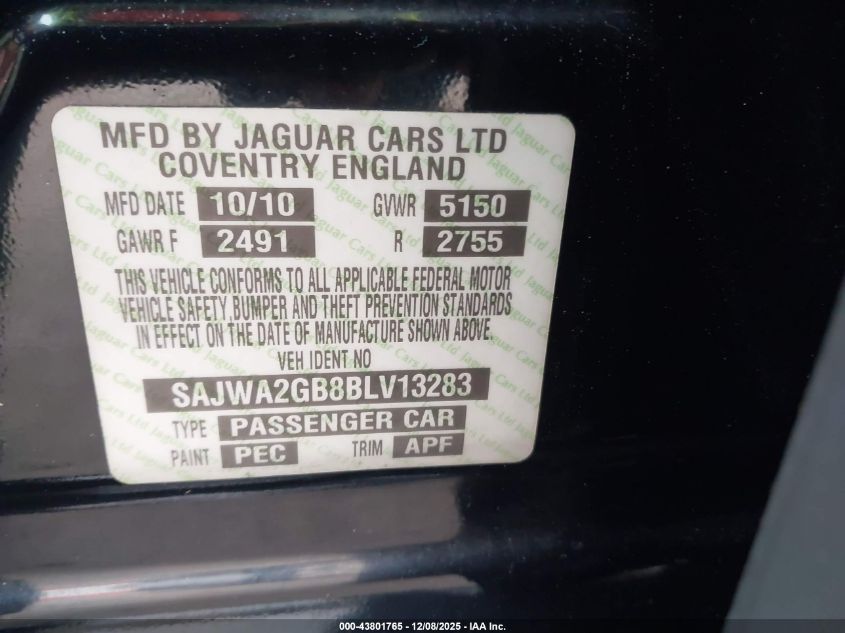 MFD BY JAGUAR CARS LTD
COVENTRY ENGLAND
MFD DATE 10/10 GVWR 5150
GAWR F 2491 R 2755
THIS VEHICLE CONFORMS TO ALL APPLICABLE FEDERAL MOTOR
VEHICLE SAFETY,BUMPER AND THEFT PREVENTION STANDARDS
IN EFFECT ON THE DATE OF MANUFACTURE SHOWN ABOVE.
VEH IDENT NO
SAJWA2GB8BLV13283
TYPE PASSENGER CAR
PAINT PEC TRIM APF
000-43801765 - 12/08/2025 - IAA Inc.